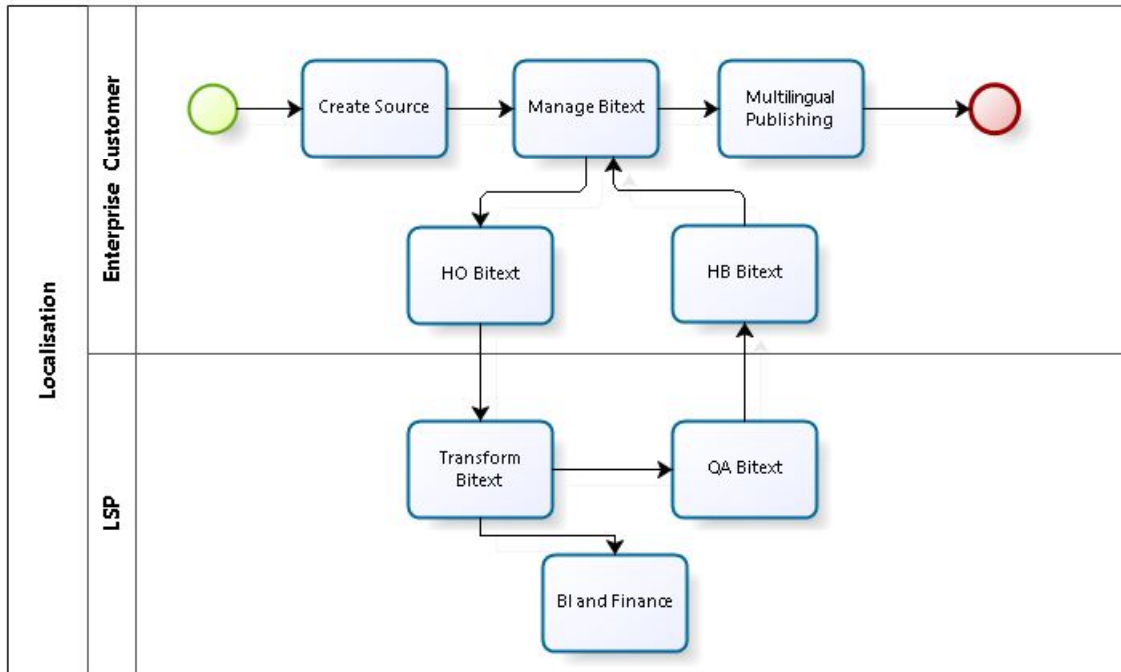 Localisation
Enterprise Customer
Create Source
Manage Bitext
Multilingual
Publishing
HO Bitext
HB Bitext
LSP
Transform
Bitext
QA Bitext
BI and Finance